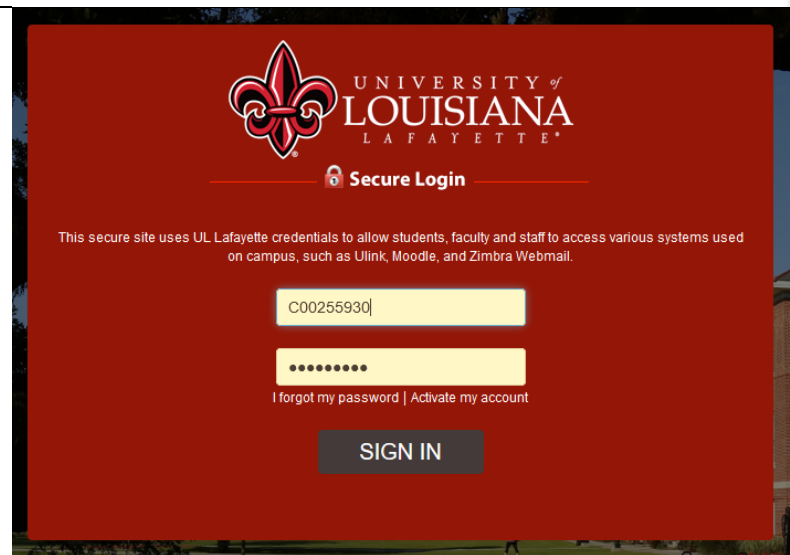 UNIVERSITY of
LOUISIANA
LAFAYETTE®
Secure Login
This secure site uses UL Lafayette credentials to allow students, faculty and staff to access various systems used
on campus, such as Ulink, Moodle, and Zimbra Webmail.
C00255930
•••••••••
I forgot my password | Activate my account
SIGN IN